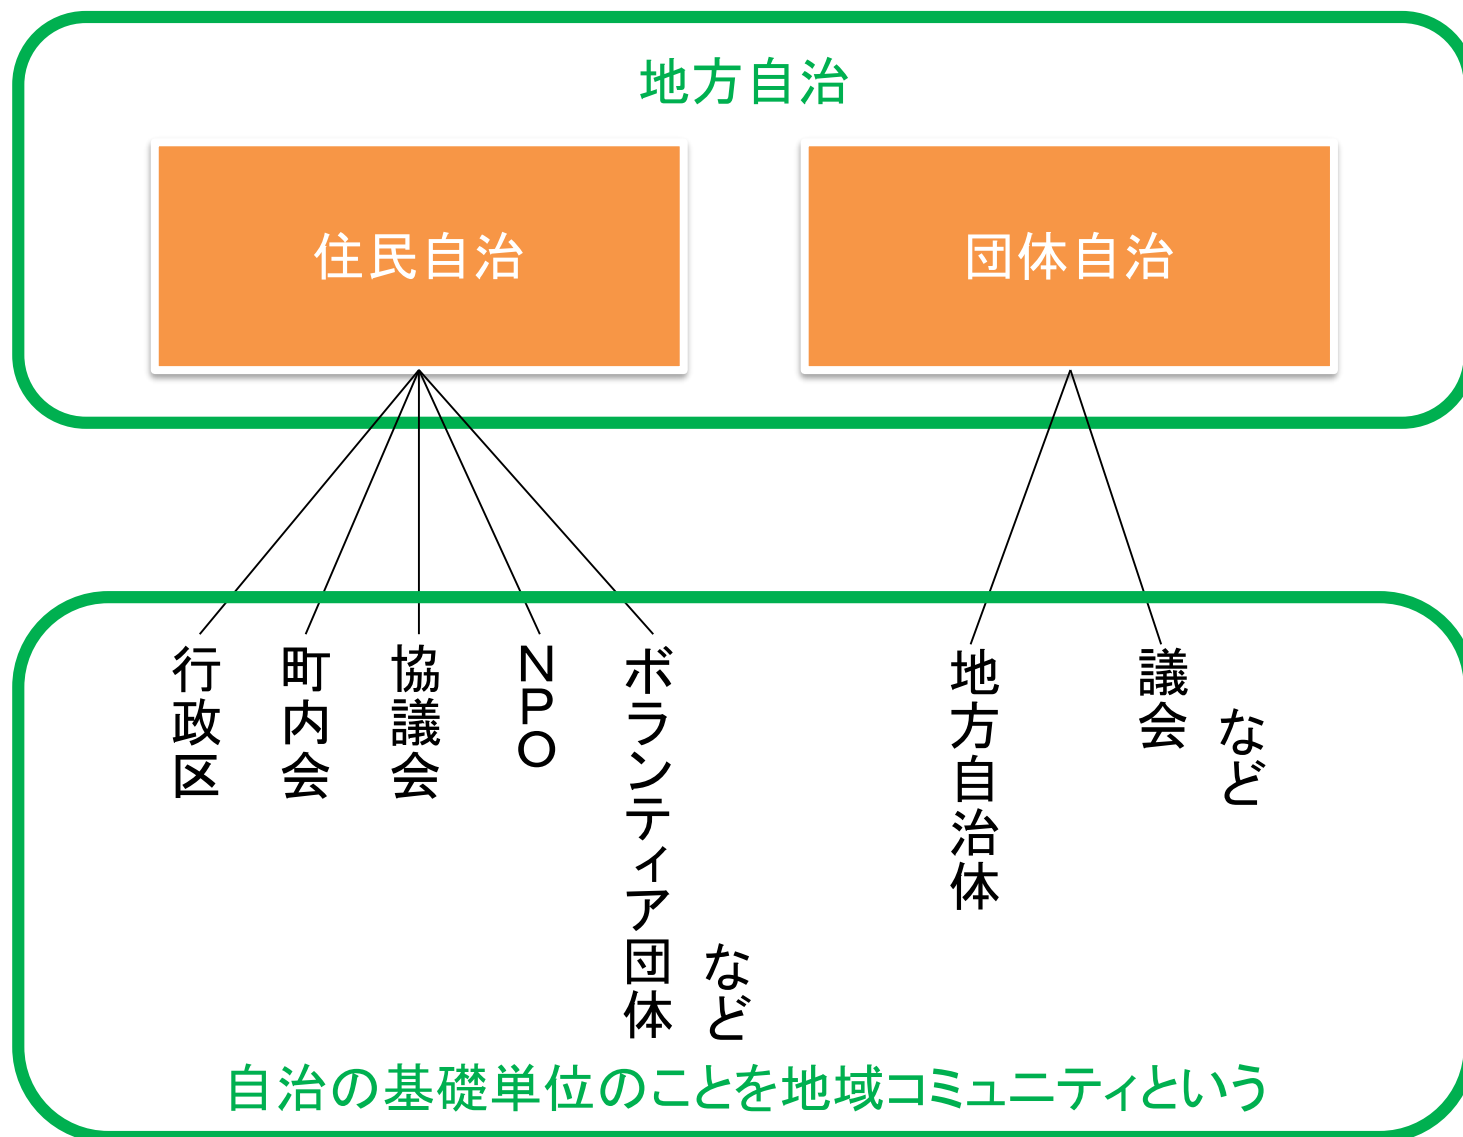 地方自治
住民自治
団体自治
行政区
町内会
協議会
NPO
ボランティア団体
など
地方自治体
議会
など
自治の基礎単位のことを地域コミュニティという